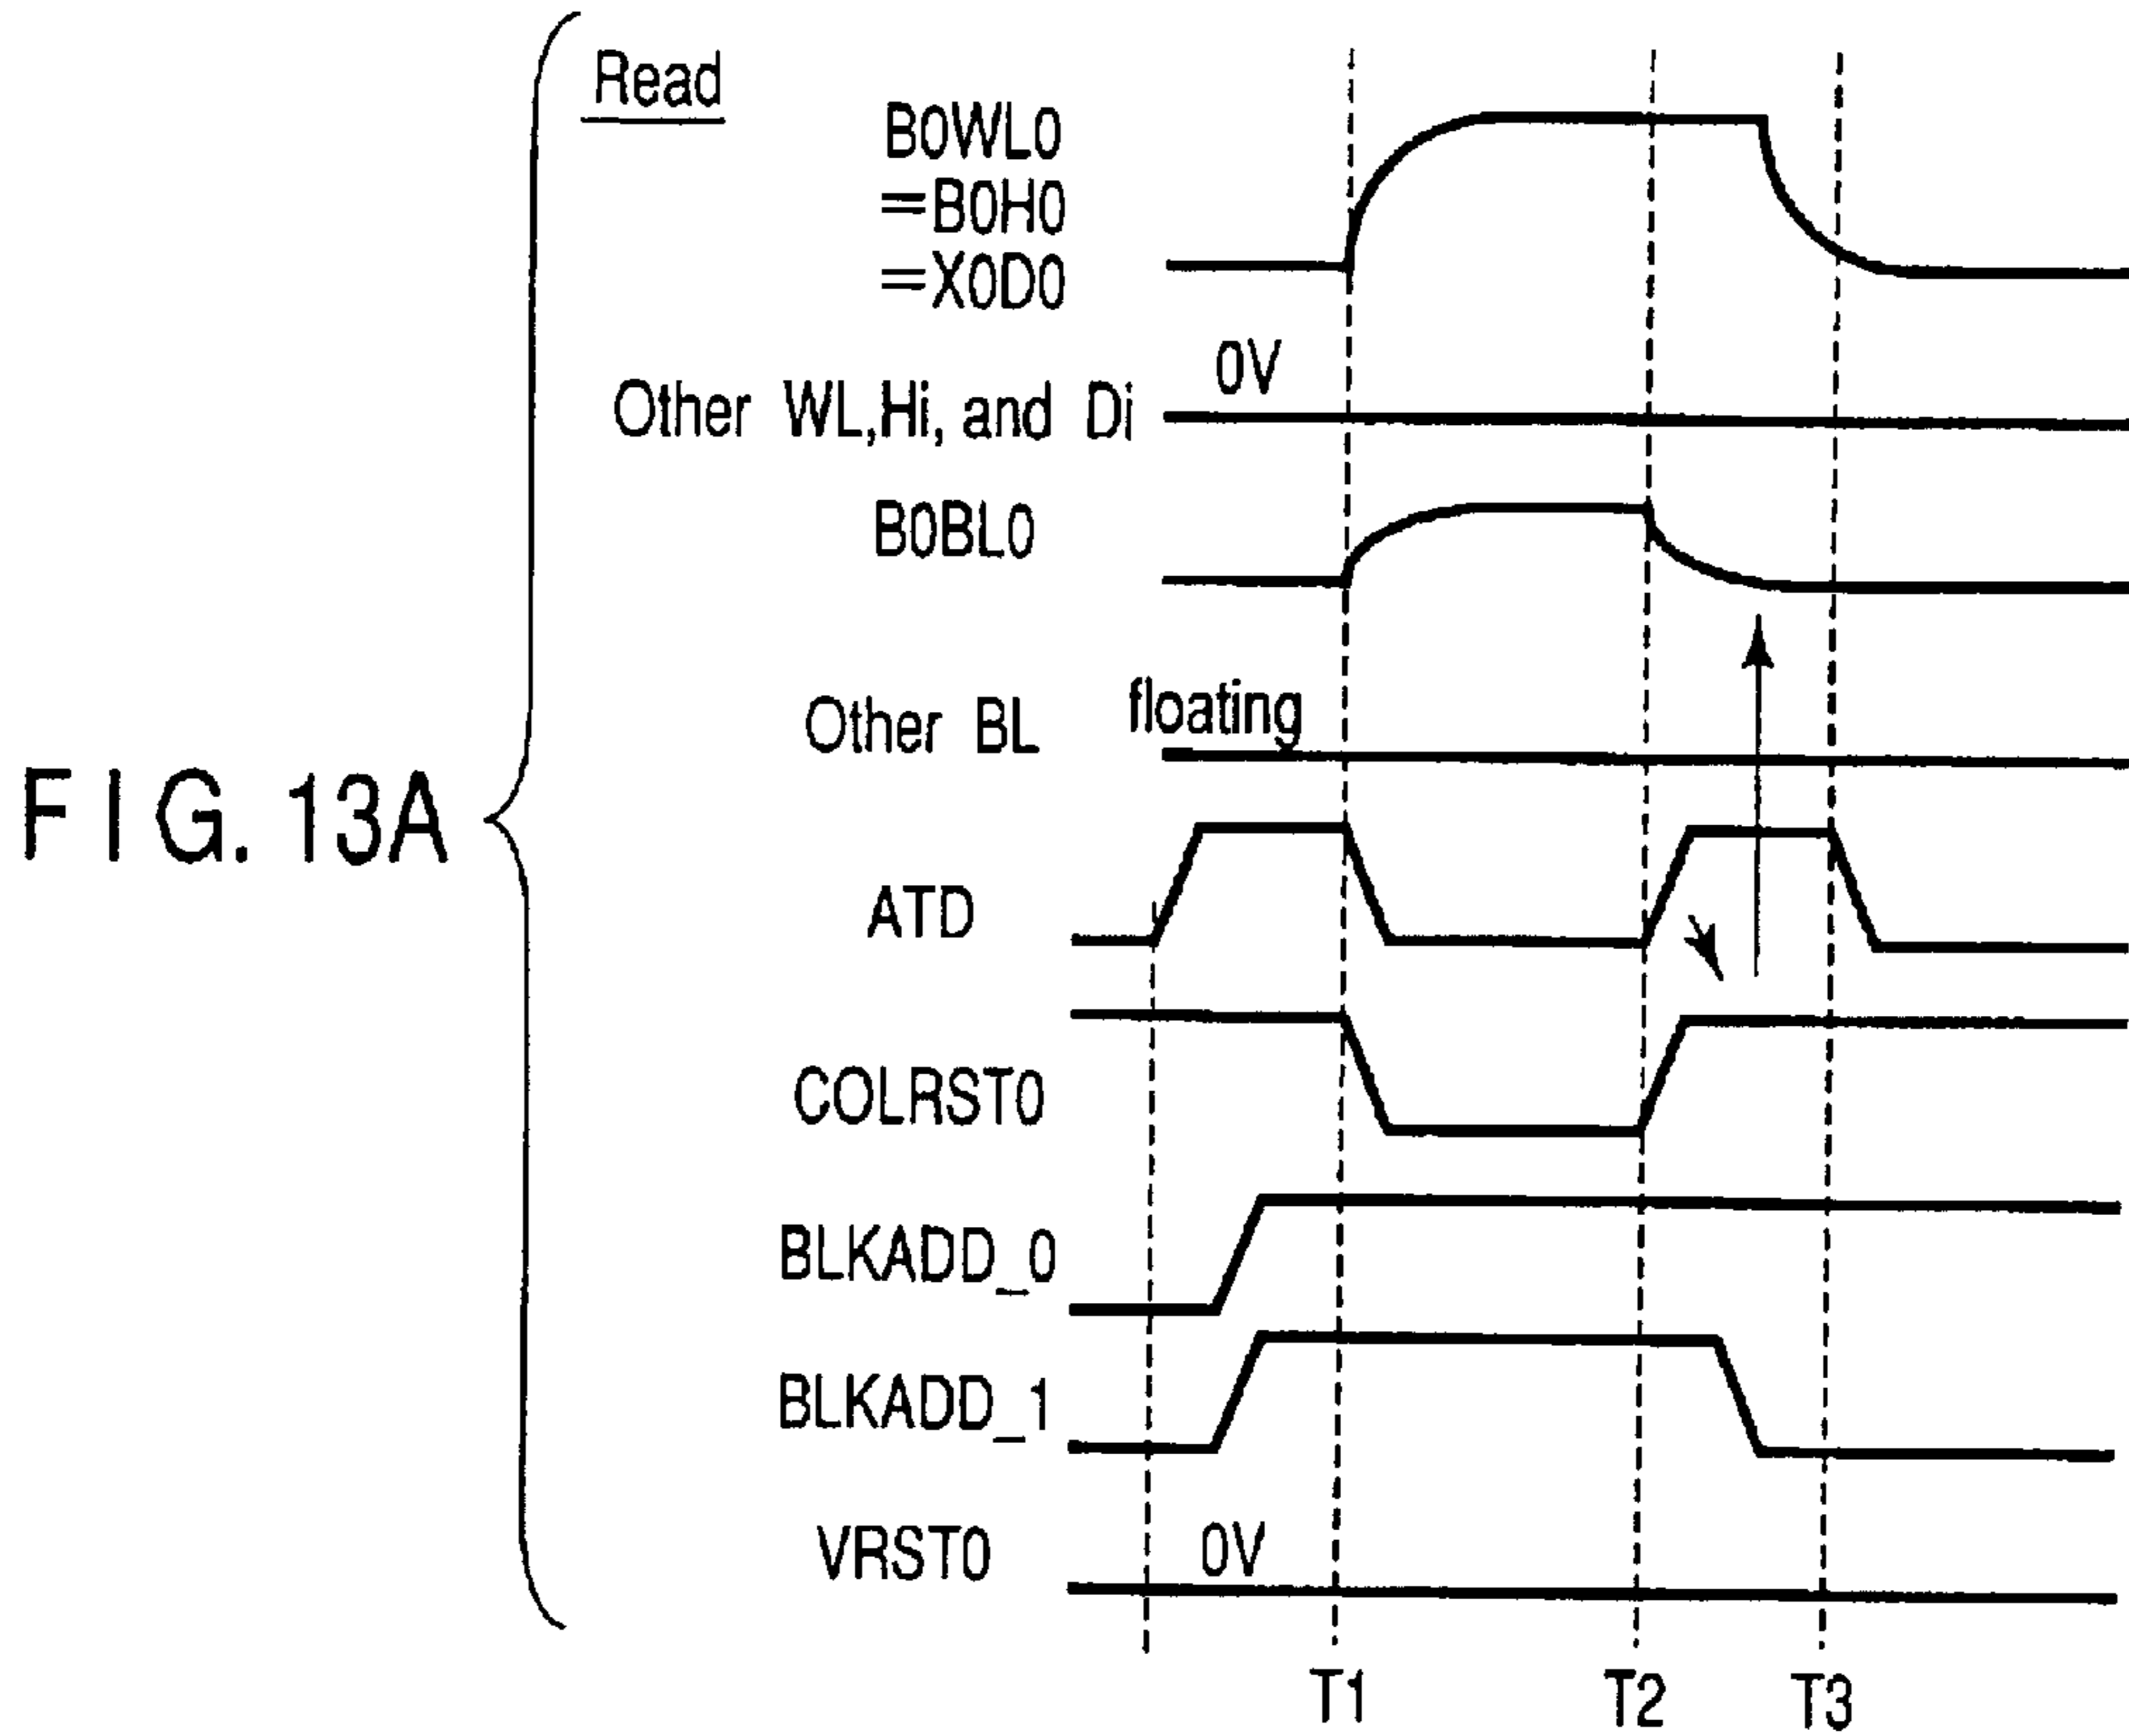 Read
B0WL0
=B0H0
=X0D0
0V
Other WL,Hi, and Di
B0BL0
Other BL floating
FIG. 13A
ATD
COLRST0
BLKADD_0
BLKADD_1
VRST0 0V
T1 T2 T3